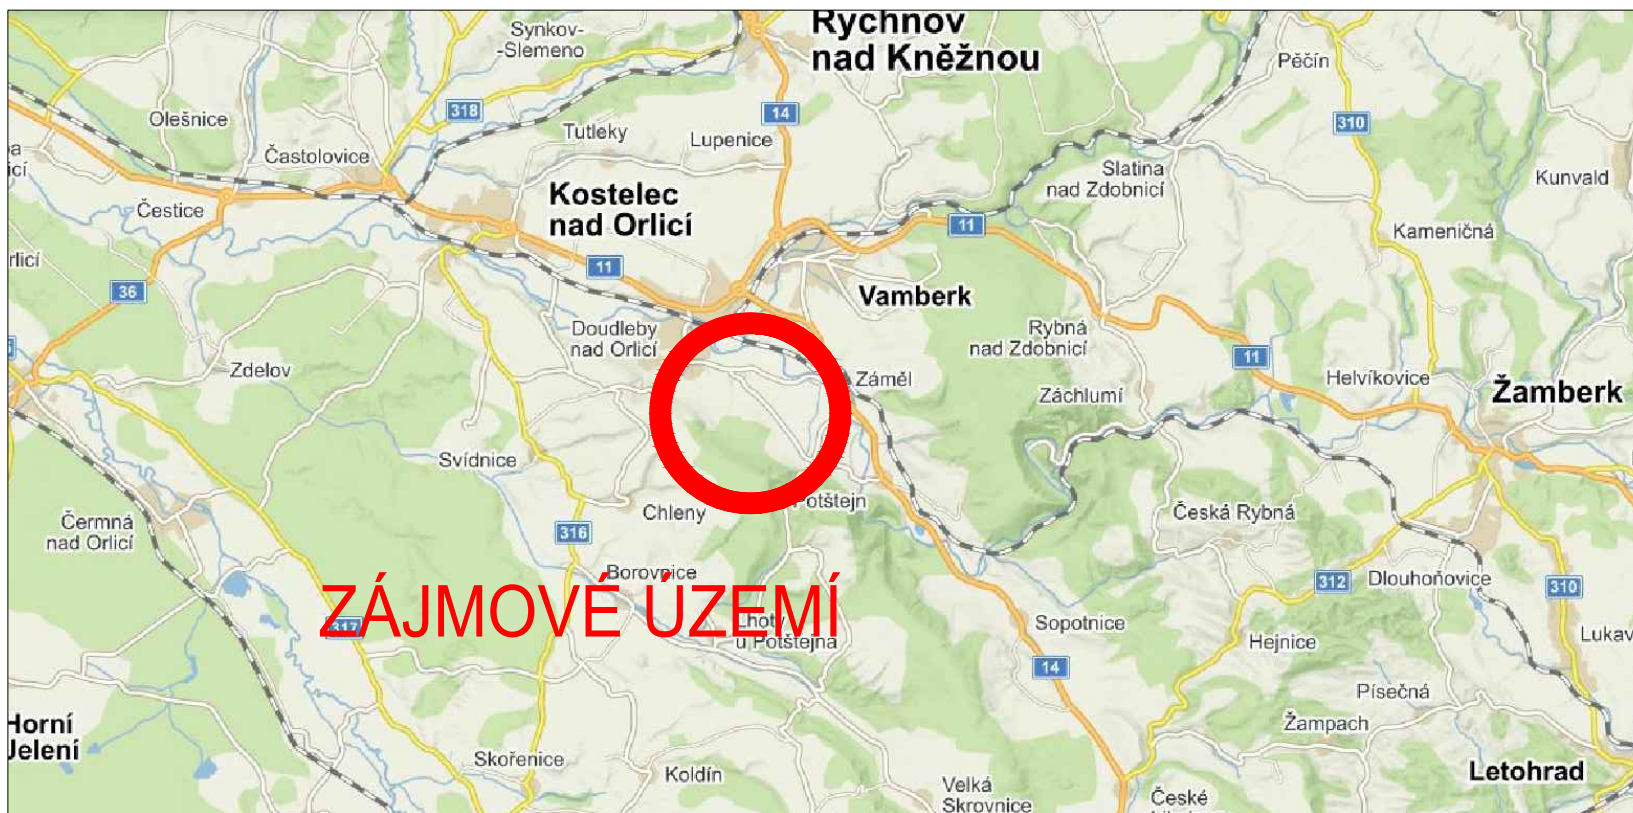 Rychnov
nad Kněžnou
Synkov-
-Slemeno
Pěčín
318
14
310
Olešnice
Tutleky
Lupenice
Častolovice
Slatina
nad Zdobnicí
Kunvald
Kostelec
nad Orlicí
Čestice
11
Kameničná
11
36
Vamberk
Doudleby
nad Orlicí
Rybná
nad Zdobnicí
11
Zdelov
Záměl
Helvíkovice
Žamberk
Záchlumí
Svídnice
Potštejn
Chleny
Česká Rybná
Čermná
nad Orlicí
316
Borovnice
312
Dlouhoňovice
310
ZÁJMOVÉ ÚZEMÍ
317
Lhoty
u Potštejna
Sopotnice
Hejnice
Lukav
14
Písečná
Žampach
Horní
Jelení
Skořenice
Koldín
Letohrad
Velká
Skrovnice
České